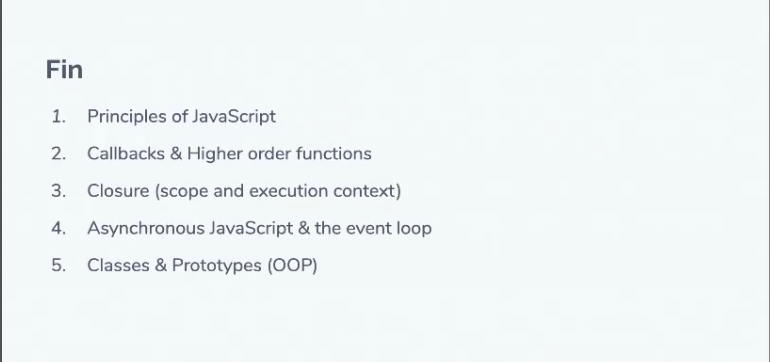 Fin
1. Principles of JavaScript
2. Callbacks & Higher order functions
3. Closure (scope and execution context)
4. Asynchronous JavaScript & the event loop
5. Classes & Prototypes (OOP)